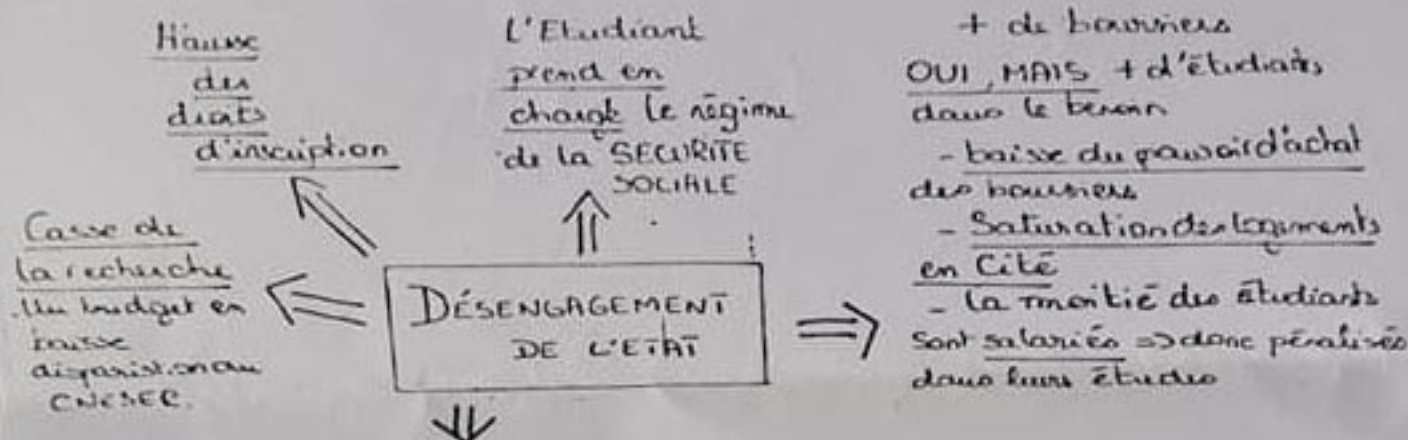 Hausse
des
droits
d'inscription
L'Etudiant
prend en
charge le régime
de la SECURITE
SOCIALE
+ de boursiers
OUI, MAIS + d'étudiants
dans le besoin
- baisse du pouvoir d'achat
des boursiers
- Saturation des logements
en Cité
- la moitié des étudiants
sont salariés => donc pénalisés
dans leurs études
Casse de
la recherche
. Un budget en
baisse
disparition au
CNESER.
DÉSENGAGEMENT
DE L'ETAT